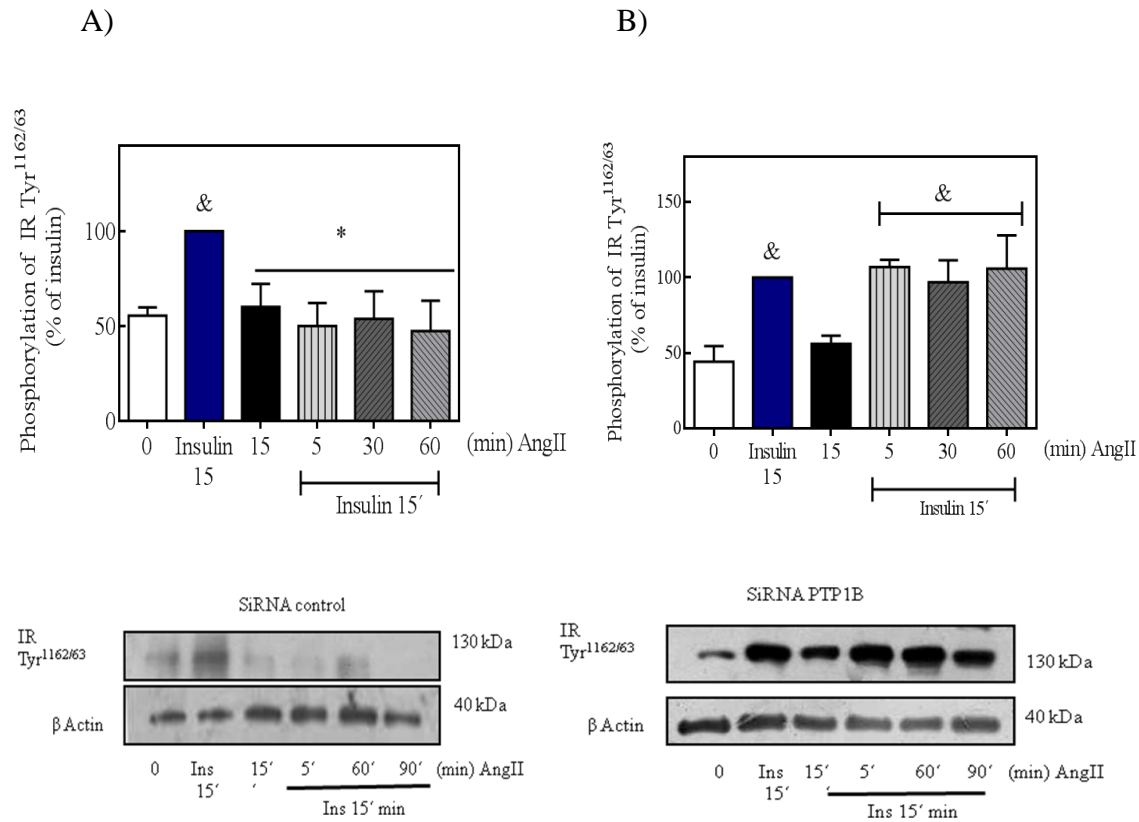 A)
Phosphorylation of IR Tyr1162/63
(% of insulin)
100
50
0
&
*
0 Insulin 15 5 30 60 (min) AngII
15
Insulin 15´
SiRNA control
IR
Tyr1162/63
130 kDa
β Actin
40 kDa
0 Ins 15´ 5´ 60´ 90´ (min) AngII
15´ ´
Ins 15´ min
B)
Phosphorylation of IR Tyr1162/63
(% of insulin)
150
100
50
0
&
&
0 Insulin 15 5 30 60 (min) AngII
15
Insulin 15´
SiRNA PTP1B
IR
Tyr1162/63
130 kDa
β Actin
40 kDa
0 Ins 15´ 5´ 60´ 90´ (min) AngII
15´ ´
Ins 15´ min